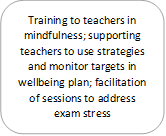 Training to teachers in
mindfulness; supporting
teachers to use strategies
and monitor targets in
wellbeing plan; facilitation
of sessions to address
exam stress